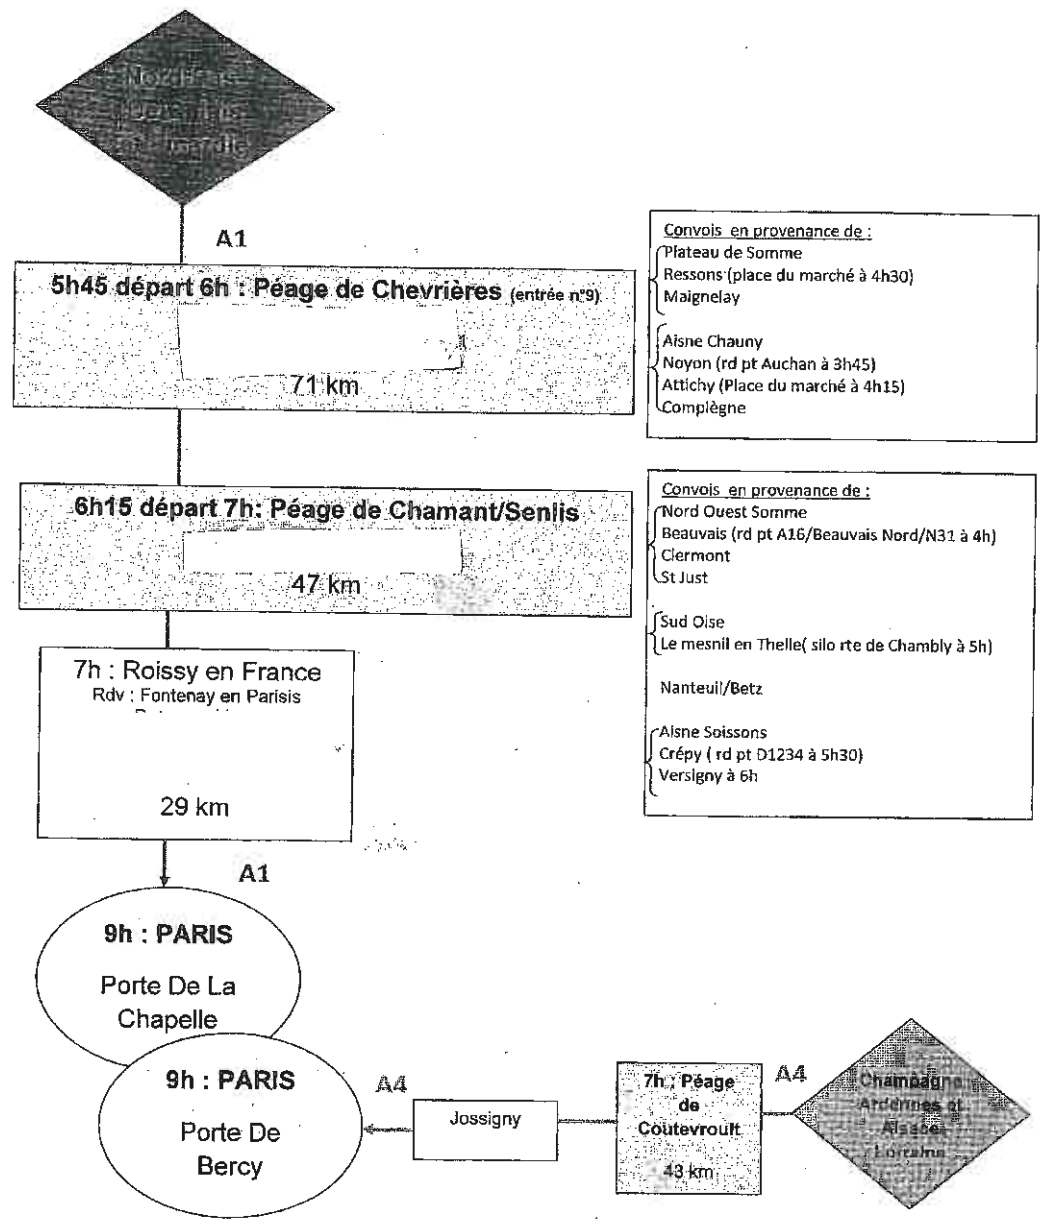 A1
5h45 départ 6h : Péage de Chevrières (entrée n°9)
71 km
Convois en provenance de :
Plateau de Somme
Ressons (place du marché à 4h30)
Maignelay
Aisne Chauny
Noyon (rd pt Auchan à 3h45)
Attichy (Place du marché à 4h15)
Compiègne
6h15 départ 7h: Péage de Chamant/Senlis
47 km
Convois en provenance de :
Nord Ouest Somme
Beauvais (rd pt A16/Beauvais Nord/N31 à 4h)
Clermont
St Just
Sud Oise
Le mesnil en Thelle( silo rte de Chambly à 5h)
Nanteuil/Betz
Aisne Soissons
Crépy ( rd pt D1234 à 5h30)
Versigny à 6h
7h : Roissy en France
Rdv : Fontenay en Parisis
29 km
A1
9h : PARIS
Porte De La
Chapelle
9h : PARIS
Porte De
Bercy
A4
Jossigny
7h : Péage
de
Coutevroult
43 km
A4
Champagne
Ardennes et
Alsace
Lorraine